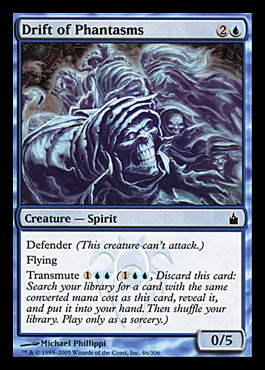 Drift of Phantasms 2
Creature — Spirit
Defender (This creature can't attack.)
Flying
Transmute 1 (1, Discard this card:
Search your library for a card with the same
converted mana cost as this card, reveal it,
and put it into your hand. Then shuffle your
library. Play only as a sorcery.)
0/5
Michael Phillippi
™ & © 1993–2005 Wizards of the Coast, Inc. 46/306